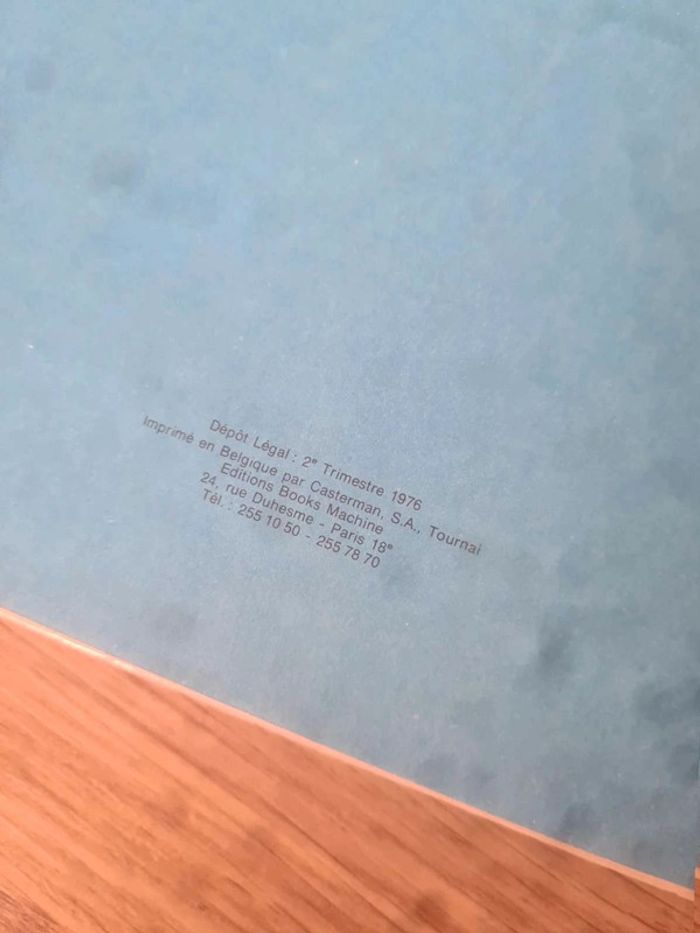 Dépôt Légal : 2e Trimestre 1976
Imprimé en Belgique par Casterman, S.A., Tournai
Editions Books Machine
24, rue Duhesme - Paris 18e
Tél. : 255 10 50 - 255 78 70